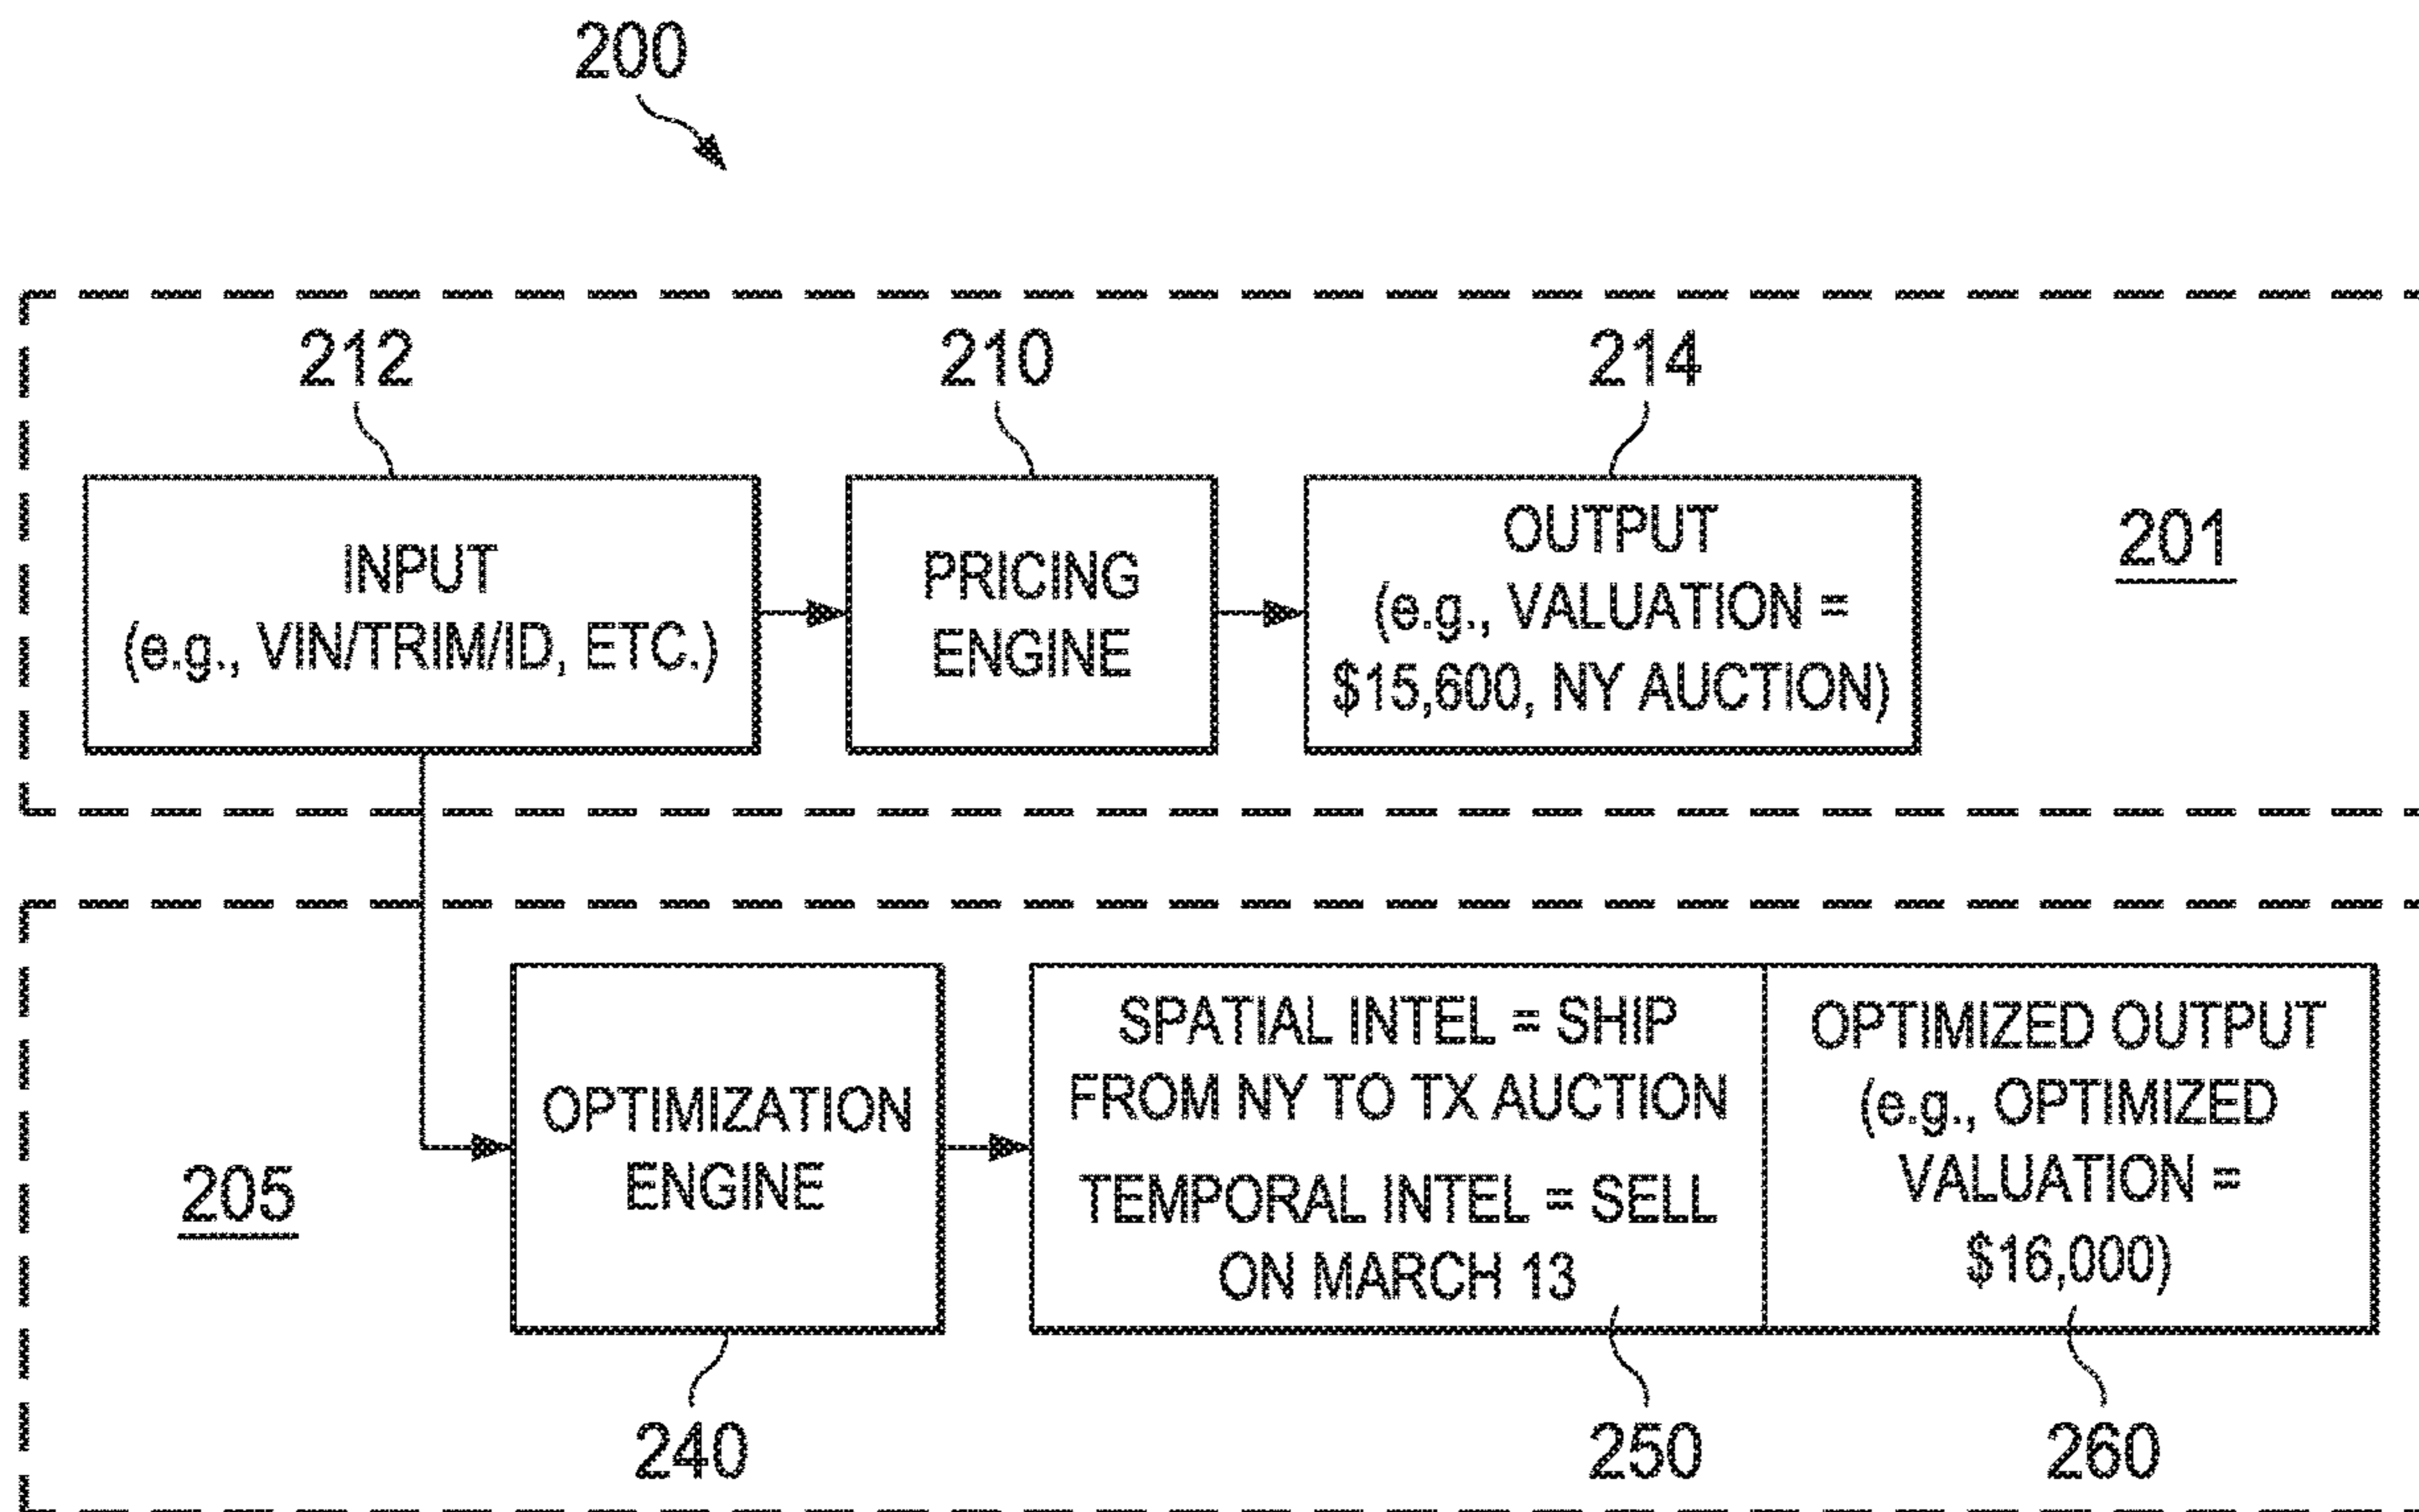 200
212
210
214
INPUT
(e.g., VIN/TRIM/ID, ETC.)
PRICING
ENGINE
OUTPUT
(e.g., VALUATION =
$15,600, NY AUCTION)
201
205
OPTIMIZATION
ENGINE
SPATIAL INTEL = SHIP
FROM NY TO TX AUCTION
TEMPORAL INTEL = SELL
ON MARCH 13
OPTIMIZED OUTPUT
(e.g., OPTIMIZED
VALUATION =
$16,000)
240
250
260